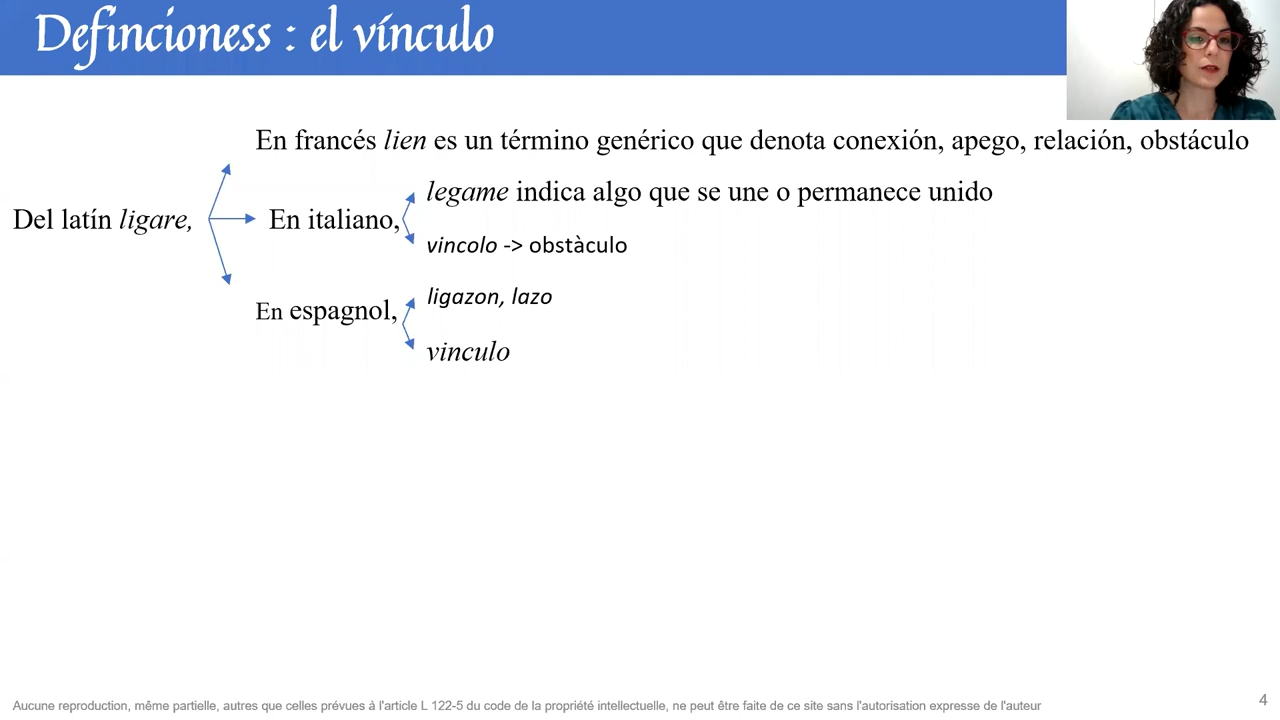 Defincioness : el vínculo
En francés lien es un término genérico que denota conexión, apego, relación, obstáculo
legame indica algo que se une o permanece unido
Del latín ligare,
En italiano,
vincolo -> obstàculo
ligazon, lazo
En espagnol,
vinculo
Aucune reproduction, même partielle, autres que celles prévues à l'article L 122-5 du code de la propriété intellectuelle, ne peut être faite de ce site sans l'autorisation expresse de l'auteur
4